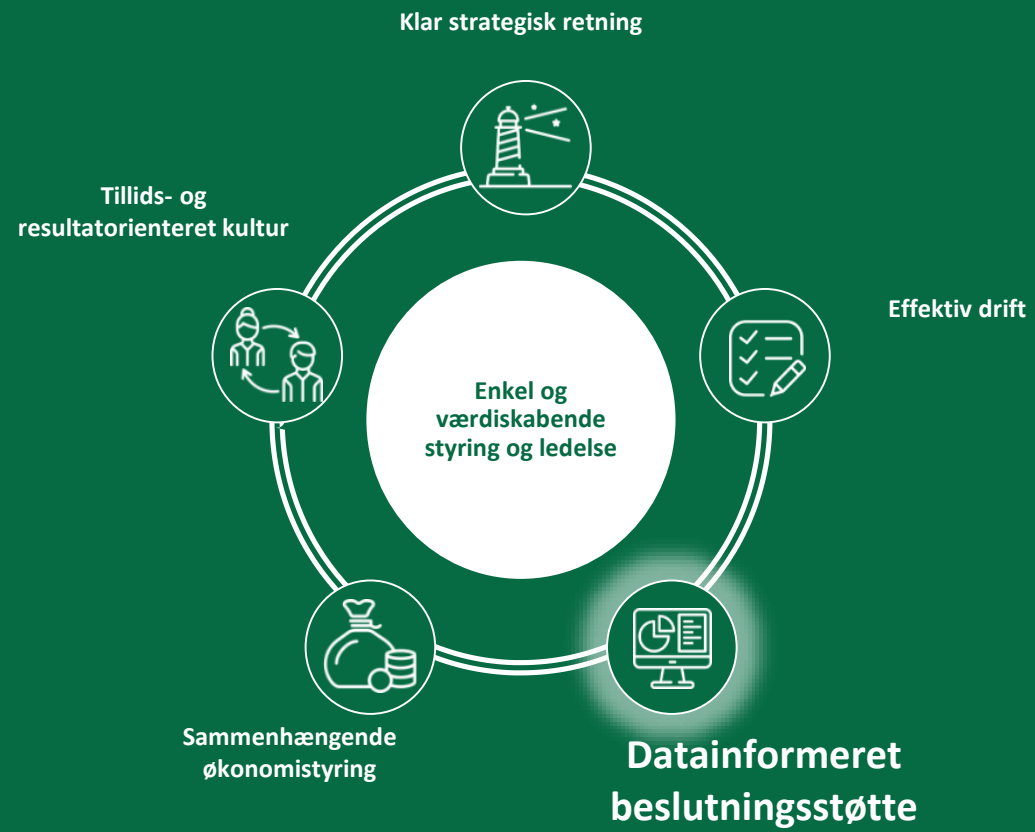 Klar strategisk retning
Tillids- og
resultatorienteret kultur
Effektiv drift
Enkel og
værdiskabende
styring og ledelse
Sammenhængende
økonomistyring
Datainformeret
beslutningsstøtte